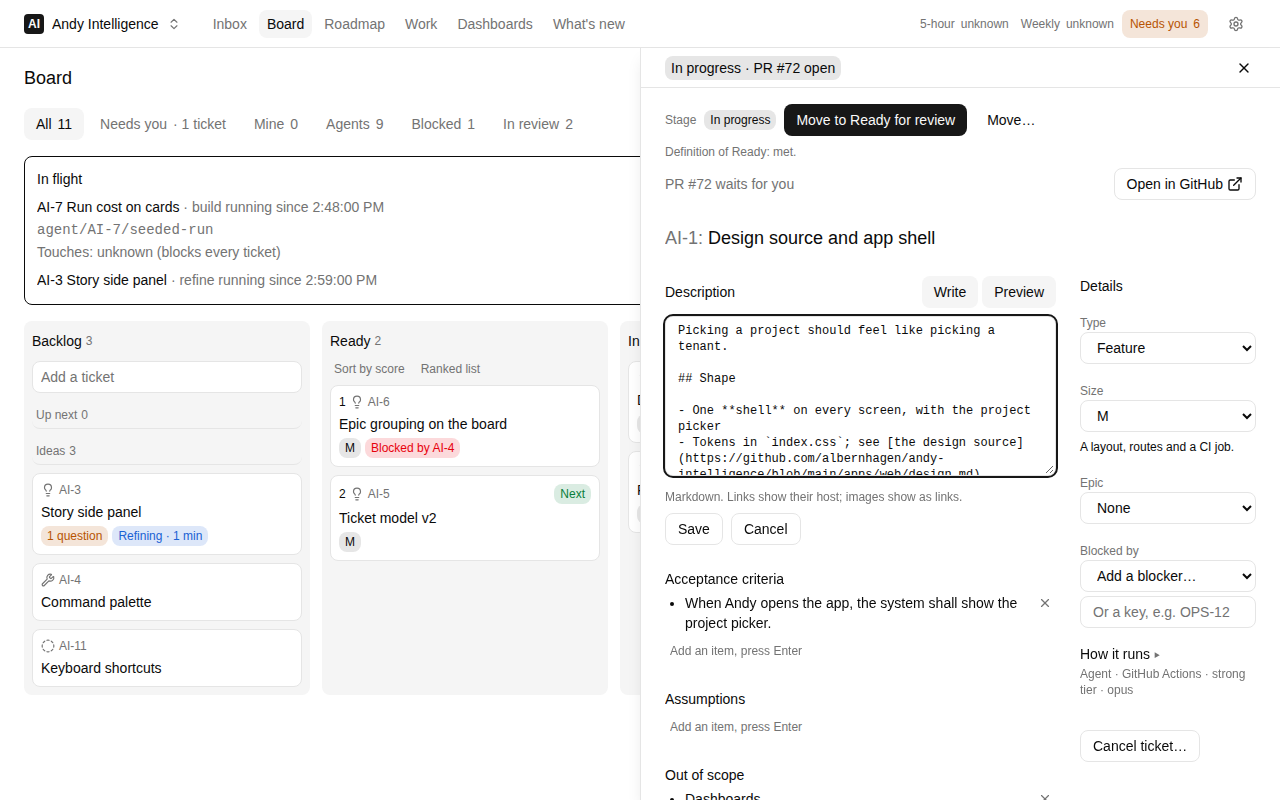 AI Andy Intelligence Inbox Board Roadmap Work Dashboards What's new 5-hour unknown Weekly unknown Needs you 6
Board
All 11 Needs you · 1 ticket Mine 0 Agents 9 Blocked 1 In review 2
In flight
AI-7 Run cost on cards · build running since 2:48:00 PM
agent/AI-7/seeded-run
Touches: unknown (blocks every ticket)
AI-3 Story side panel · refine running since 2:59:00 PM
Backlog 3
Add a ticket
Up next 0
Ideas 3
AI-3
Story side panel
1 question Refining · 1 min
AI-4
Command palette
AI-11
Keyboard shortcuts
Ready 2
Sort by score Ranked list
1 AI-6
Epic grouping on the board
M Blocked by AI-4
2 AI-5 Next
Ticket model v2
M
In
In progress · PR #72 open
Stage In progress Move to Ready for review Move…
Definition of Ready: met.
PR #72 waits for you Open in GitHub
AI-1: Design source and app shell
Description Write Preview
Picking a project should feel like picking a
tenant.
## Shape
- One **shell** on every screen, with the project
picker
- Tokens in `index.css`; see [the design source]
(https://github.com/albernhagen/andy-
intelligence/blob/main/apps/web/design.md)
Markdown. Links show their host; images show as links.
Save Cancel
Acceptance criteria
• When Andy opens the app, the system shall show the
project picker.
Add an item, press Enter
Assumptions
Add an item, press Enter
Out of scope
• Dashboards
Details
Type
Feature
Size
M
A layout, routes and a CI job.
Epic
None
Blocked by
Add a blocker…
Or a key, e.g. OPS-12
How it runs ▸
Agent · GitHub Actions · strong
tier · opus
Cancel ticket…